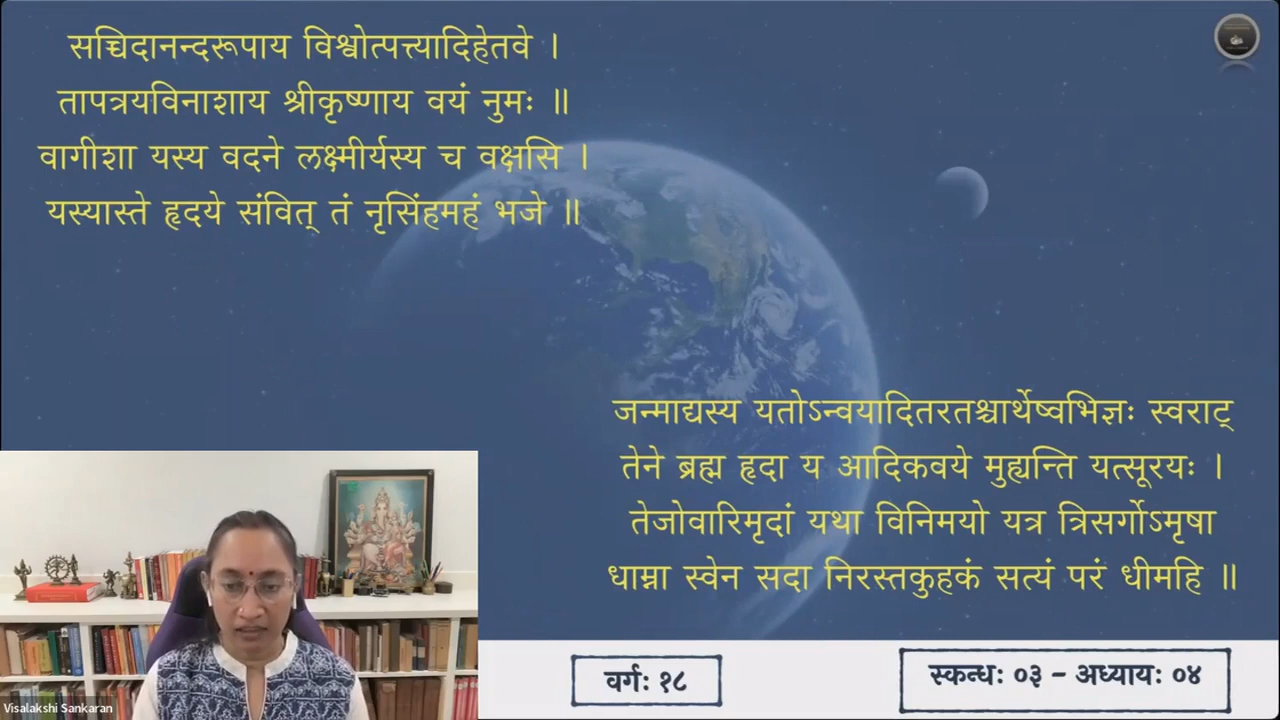 सच्चिदानन्दरूपाय विश्वोत्पत्त्यादिहेतवे ।
तापत्रयविनाशाय श्रीकृष्णाय वयं नुमः ॥
वागीशा यस्य वदने लक्ष्मीर्यस्य च वक्षसि ।
यस्यास्ते हृदये संवित् तं नृसिंहमहं भजे ॥
जन्माद्यस्य यतोऽन्वयादितरतश्चार्थेष्वभिज्ञः स्वराट्
तेने ब्रह्म हृदा य आदिकवये मुह्यन्ति यत्सूरयः ।
तेजोवारिमृदां यथा विनिमयो यत्र त्रिसर्गोऽमृषा
धाम्ना स्वेन सदा निरस्तकुहकं सत्यं परं धीमहि ॥
वर्गः १८
स्कन्धः ०३ - अध्यायः ०४
Visalakshi Sankaran